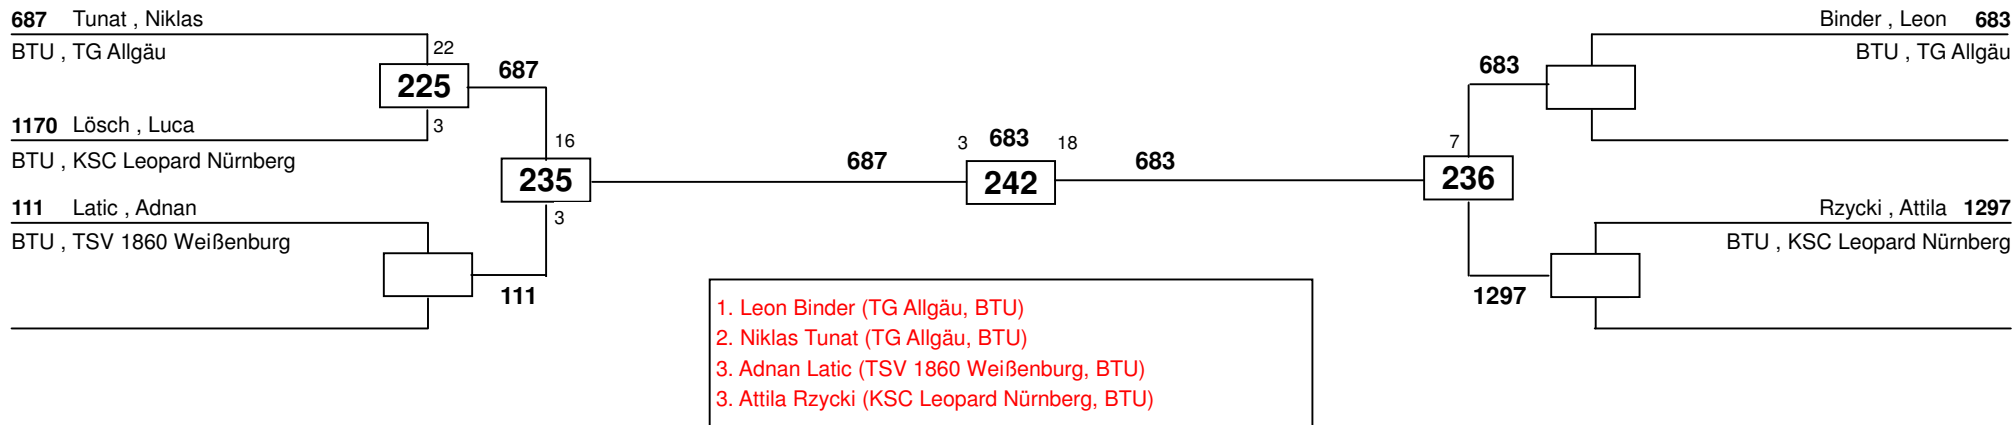 687 Tunat , Niklas
BTU , TG Allgäu
22
225
687
3
1170 Lösch , Luca
BTU , KSC Leopard Nürnberg
16
235
3
111 Latic , Adnan
BTU , TSV 1860 Weißenburg
111
687
3 683 18
242
683
Binder , Leon 683
BTU , TG Allgäu
683
7
236
Rzycki , Attila 1297
BTU , KSC Leopard Nürnberg
1297
1. Leon Binder (TG Allgäu, BTU)
2. Niklas Tunat (TG Allgäu, BTU)
3. Adnan Latic (TSV 1860 Weißenburg, BTU)
3. Attila Rzycki (KSC Leopard Nürnberg, BTU)